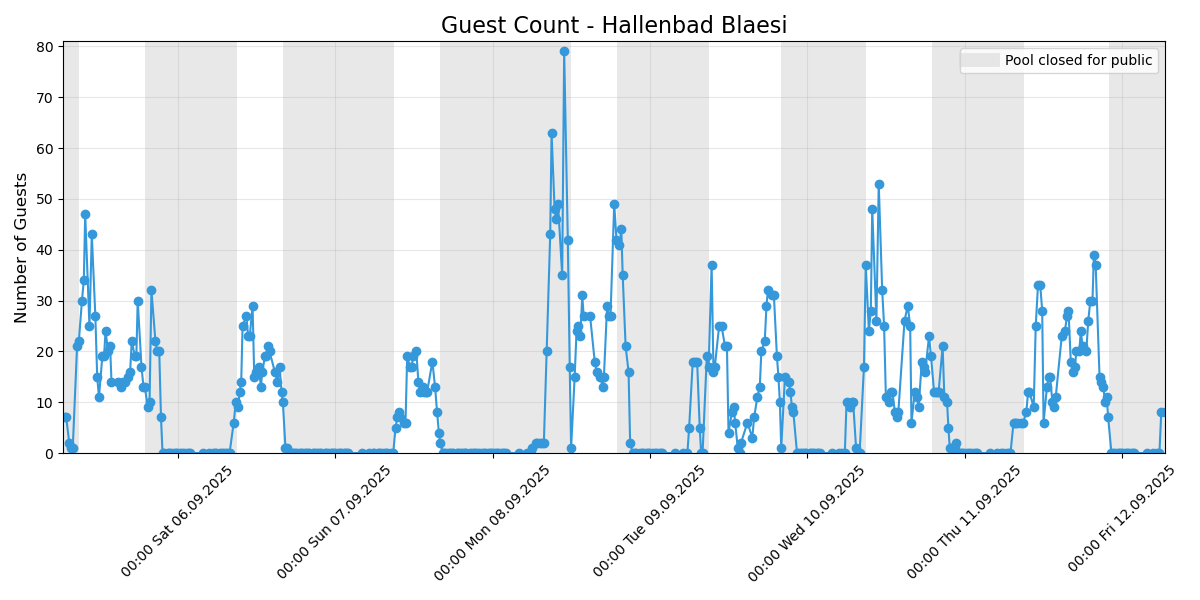 Guest Count - Hallenbad Blaesi
Pool closed for public
Number of Guests
80
70
60
50
40
30
20
10
0
00:00 Sat 06.09.2025
00:00 Sun 07.09.2025
00:00 Mon 08.09.2025
00:00 Tue 09.09.2025
00:00 Wed 10.09.2025
00:00 Thu 11.09.2025
00:00 Fri 12.09.2025